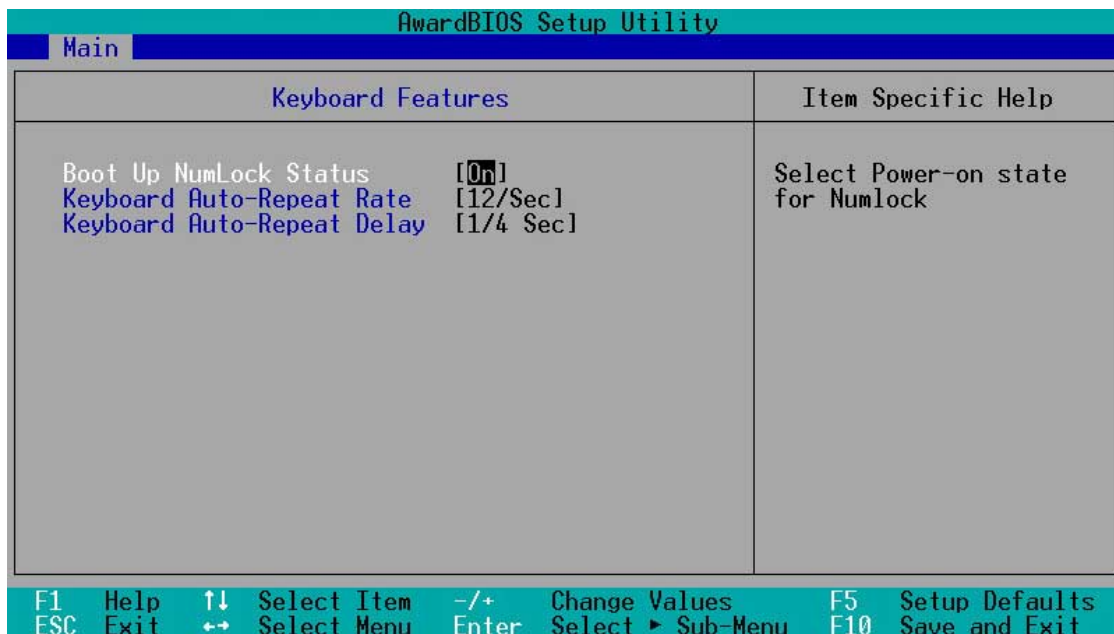 AwardBIOS Setup Utility
Main
Keyboard Features
Item Specific Help
Boot Up NumLock Status [On]
Keyboard Auto-Repeat Rate [12/Sec]
Keyboard Auto-Repeat Delay [1/4 Sec]
Select Power-on state
for Numlock
F1 Help ↑↓ Select Item -/+ Change Values F5 Setup Defaults
ESC Exit ←→ Select Menu Enter Select ► Sub-Menu F10 Save and Exit